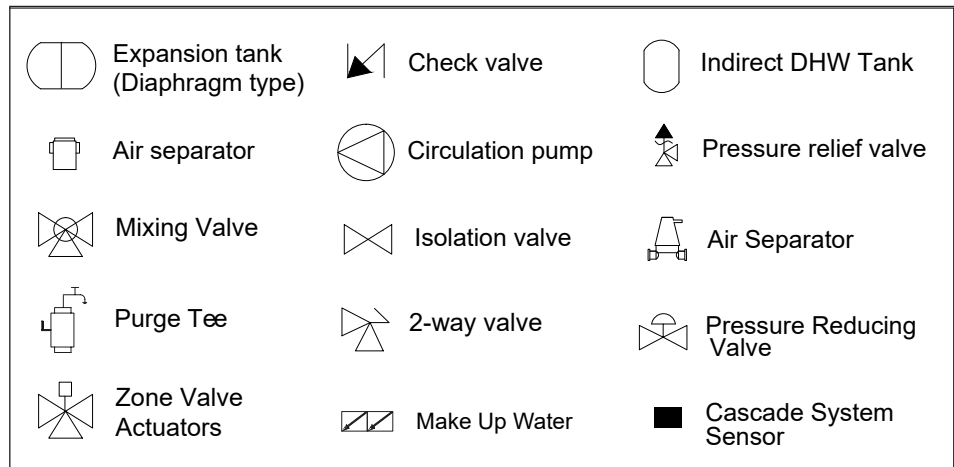 Expansion tank
(Diaphragm type)
Check valve
Indirect DHW Tank
Air separator
Circulation pump
Pressure relief valve
Mixing Valve
Isolation valve
Air Separator
Purge Tee
2-way valve
Pressure Reducing
Valve
Zone Valve
Actuators
Make Up Water
Cascade System
Sensor